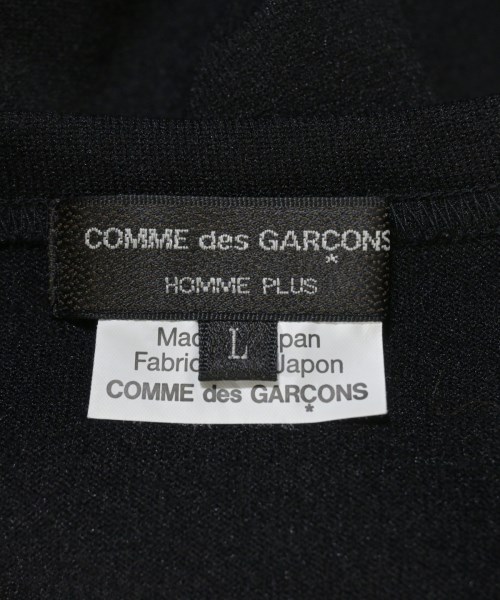 COMME des GARÇONS
HOMME PLUS
L
Mac pan
Fabric Japon
COMME des GARÇONS